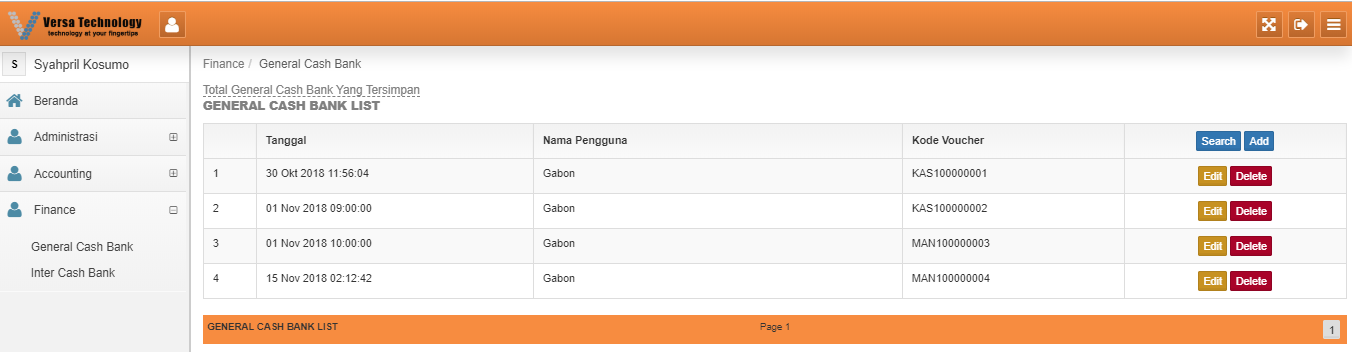 Versa Technology
technology at your fingertips
S Syahpril Kosumo
Beranda
Administrasi
Accounting
Finance
General Cash Bank
Inter Cash Bank
Finance / General Cash Bank
Total General Cash Bank Yang Tersimpan
GENERAL CASH BANK LIST
Tanggal Nama Pengguna Kode Voucher Search Add
1 30 Okt 2018 11:56:04 Gabon KAS100000001 Edit Delete
2 01 Nov 2018 09:00:00 Gabon KAS100000002 Edit Delete
3 01 Nov 2018 10:00:00 Gabon MAN100000003 Edit Delete
4 15 Nov 2018 02:12:42 Gabon MAN100000004 Edit Delete
GENERAL CASH BANK LIST Page 1 1